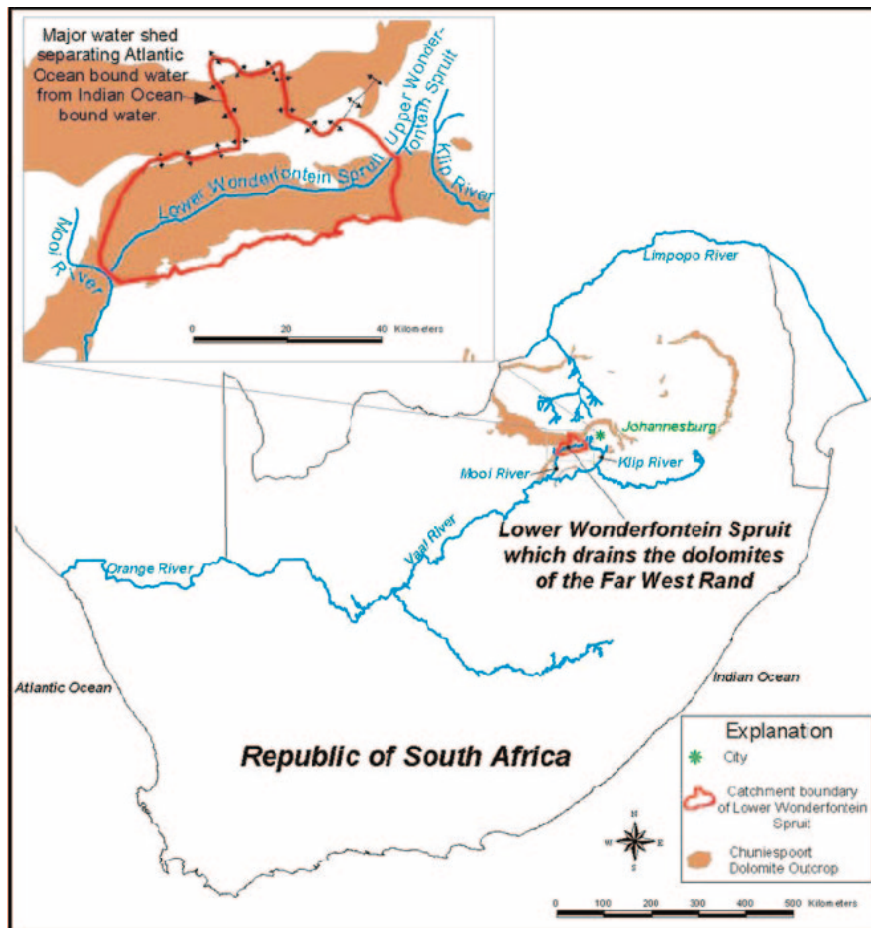 Major water shed
separating Atlantic
Ocean bound water
from Indian Ocean
bound water.
Upper Wonder-
fontein Spruit
Klip River
Lower Wonderfontein Spruit
Mooi River
0 20 40 Kilometers
Limpopo River
Johannesburg
Mooi River
Klip River
Lower Wonderfontein Spruit
which drains the dolomites
of the Far West Rand
Vaal River
Orange River
Atlantic Ocean
Indian Ocean
Republic of South Africa
Explanation
City
Catchment boundary
of Lower Wonderfontein
Spruit
Chuniespoort
Dolomite Outcrop
N
W E
S
0 100 200 300 400 500 Kilometers